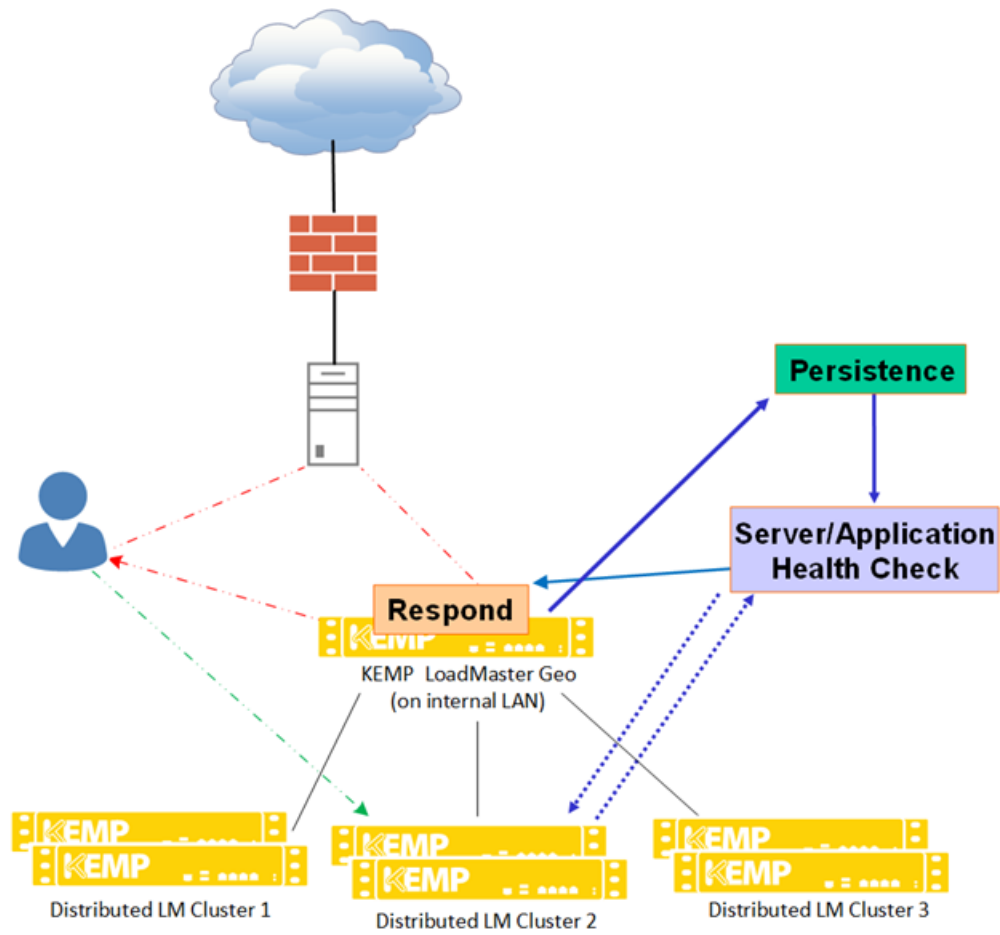 Persistence
Server/Application
Health Check
Respond
KEMP
KEMP LoadMaster Geo
(on internal LAN)
KEMP
KEMP
Distributed LM Cluster 1
KEMP
KEMP
Distributed LM Cluster 2
KEMP
KEMP
Distributed LM Cluster 3